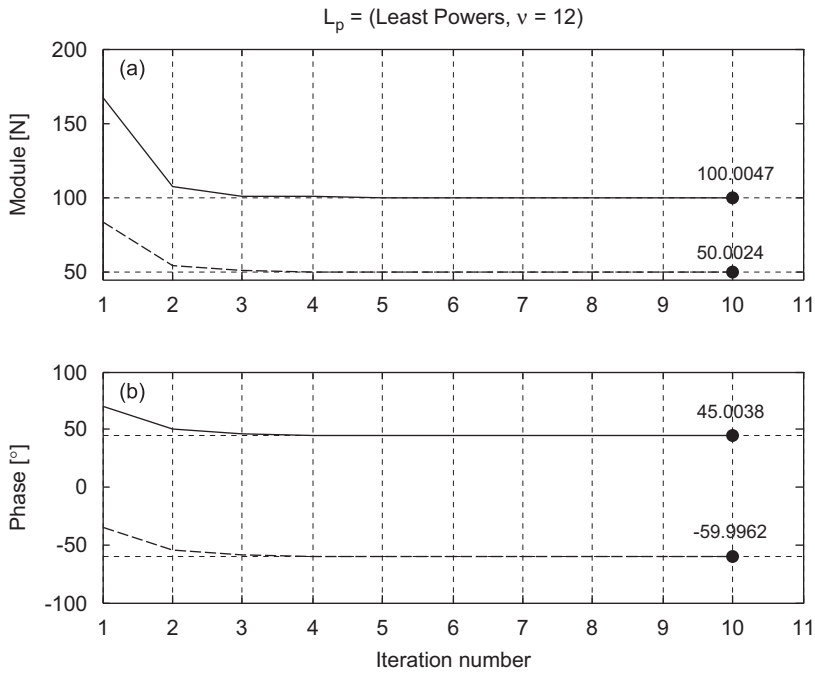 Lp = (Least Powers, ν = 12)
(a)
Module [N]
200
150
100
50
100.0047
50.0024
1 2 3 4 5 6 7 8 9 10 11
(b)
Phase [°]
100
50
0
-50
-100
45.0038
-59.9962
1 2 3 4 5 6 7 8 9 10 11
Iteration number